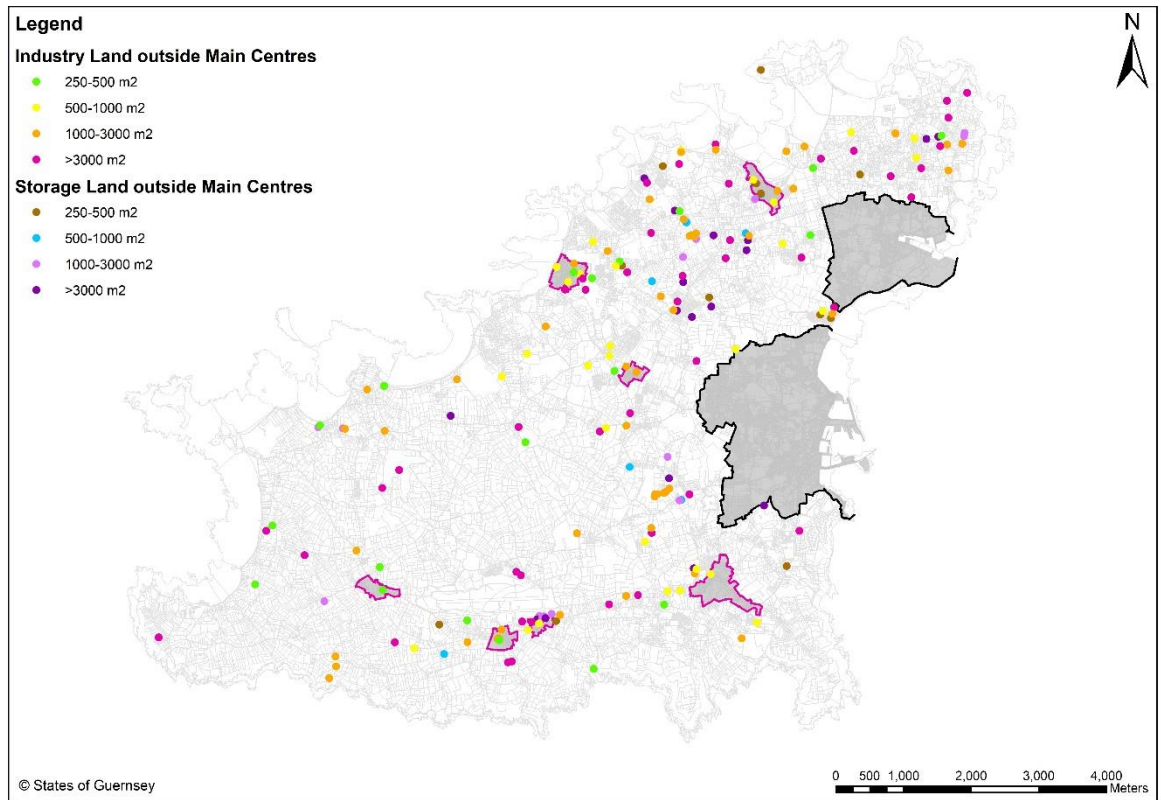 Legend
N
Industry Land outside Main Centres
250-500 m2
500-1000 m2
1000-3000 m2
>3000 m2
Storage Land outside Main Centres
250-500 m2
500-1000 m2
1000-3000 m2
>3000 m2
© States of Guernsey
0 500 1,000 2,000 3,000 4,000
Meters